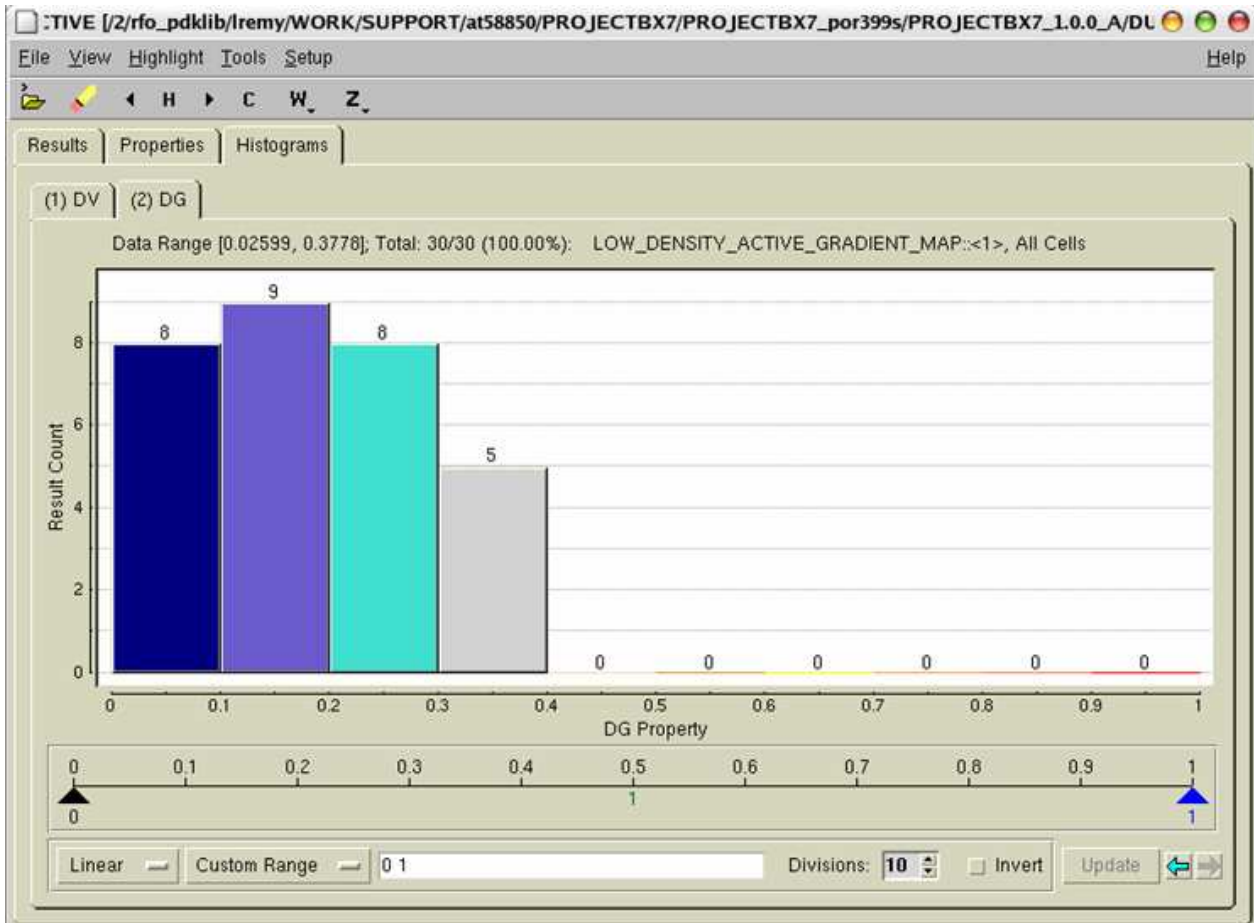 :TIVE [/2/rfo_pdklib/lremy/WORK/SUPPORT/at58850/PROJECTBX7/PROJECTBX7_por399s/PROJECTBX7_1.0.0_A/DU
File View Highlight Tools Setup Help
H C W Z
Results Properties Histograms
(1) DV (2) DG
Data Range [0.02599, 0.3778]; Total: 30/30 (100.00%): LOW_DENSITY_ACTIVE_GRADIENT_MAP::<1>, All Cells
9
8 8 8
6
5
4
2
0 0 0 0 0 0 0
Result Count
0 0.1 0.2 0.3 0.4 0.5 0.6 0.7 0.8 0.9 1
DG Property
0 0.1 0.2 0.3 0.4 0.5 0.6 0.7 0.8 0.9 1
1
0 1
Linear Custom Range 0 1 Divisions: 10 Invert Update